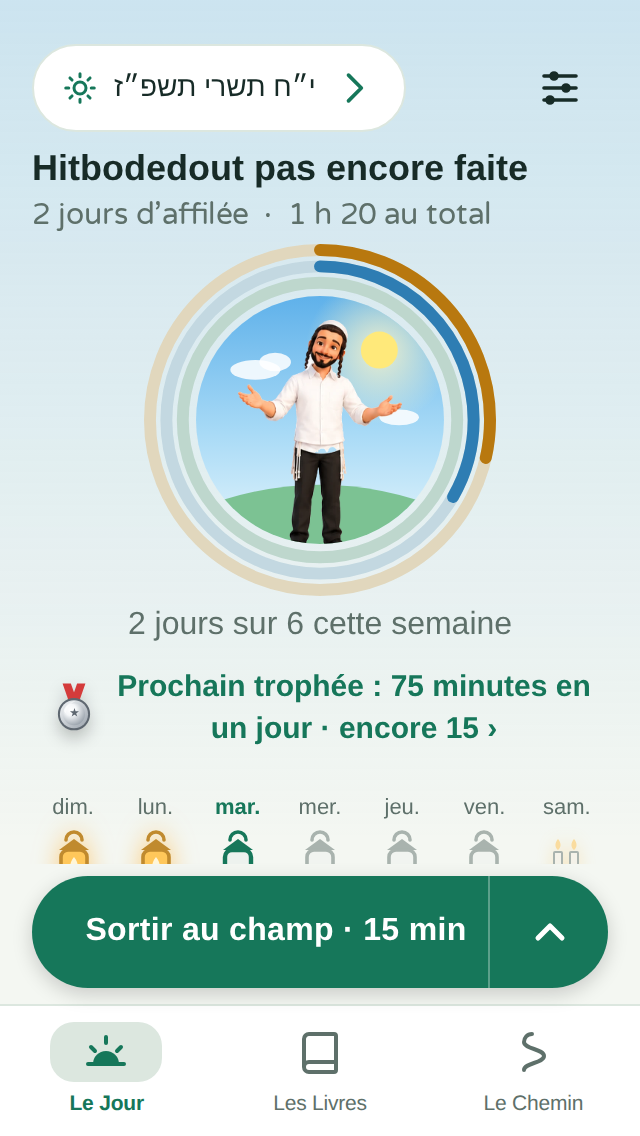 י״ח תשרי תשפ״ז
Hitbodedout pas encore faite
2 jours d’affilée · 1 h 20 au total
2 jours sur 6 cette semaine
Prochain trophée : 75 minutes en
un jour · encore 15 ›
dim. lun. mar. mer. jeu. ven. sam.
Sortir au champ · 15 min
Le Jour Les Livres Le Chemin